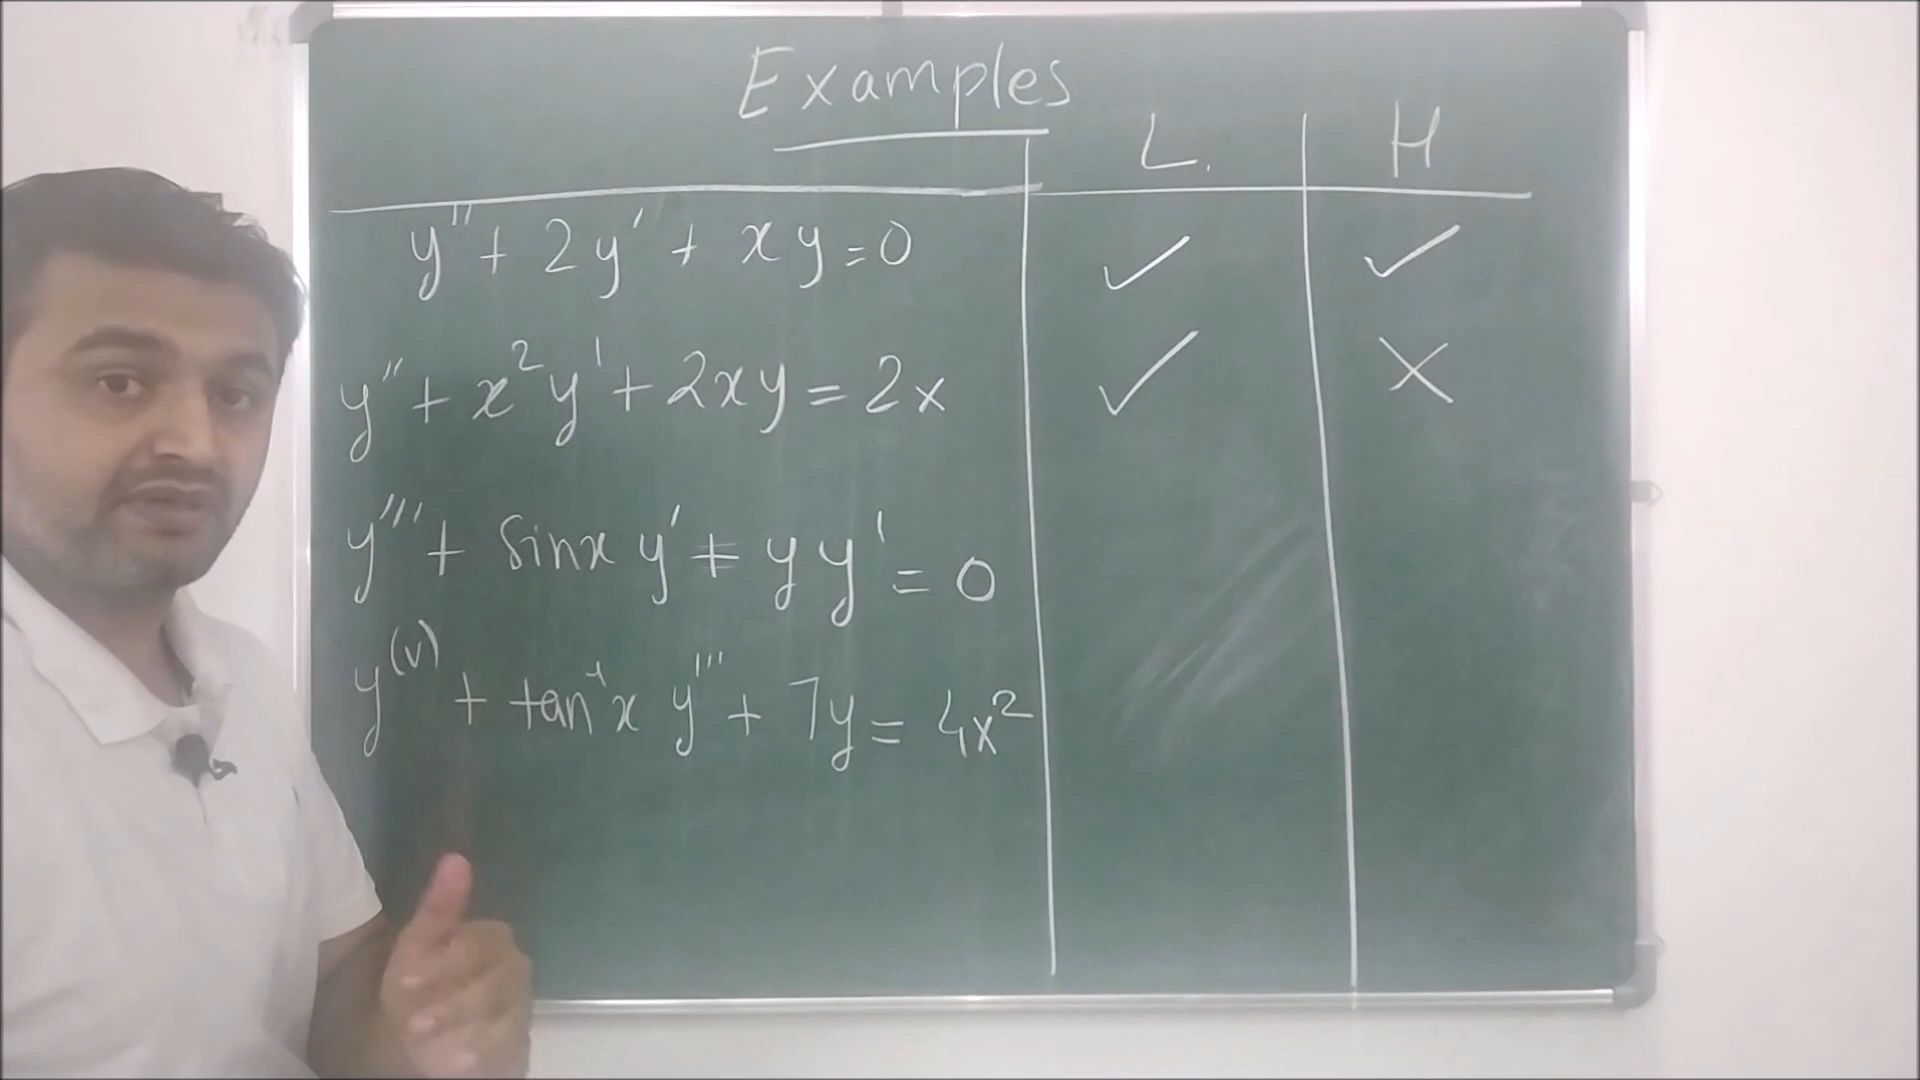 Examples
L. H
y'' + 2y' + xy = 0 ✓ ✓
y'' + x²y' + 2xy = 2x ✓ ×
y''' + sinx y' + yy' = 0
y⁽ᵛ⁾ + tan⁻¹x y''' + 7y = 4x²